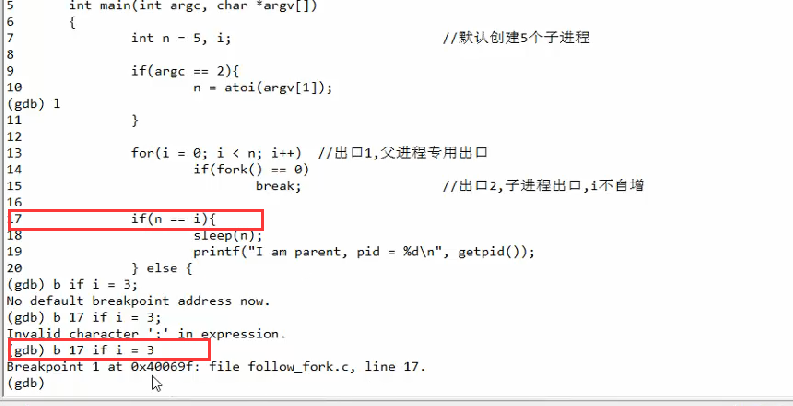 5 int main(int argc, char *argv[])
6 {
7 int n = 5, i; //默认创建5个子进程
8
9 if(argc == 2){
10 n = atoi(argv[1]);
(gdb) l
11 }
12
13 for(i = 0; i < n; i++) //出口1,父进程专用出口
14 if(fork() == 0)
15 break; //出口2,子进程出口,i不自增
16
17 if(n == i){
18 sleep(n);
19 printf("I am parent, pid = %d\n", getpid());
20 } else {
(gdb) b if i = 3;
No default breakpoint address now.
(gdb) b 17 if i = 3;
Invalid character ';' in expression.
(gdb) b 17 if i = 3
Breakpoint 1 at 0x40069f: file follow_fork.c, line 17.
(gdb)